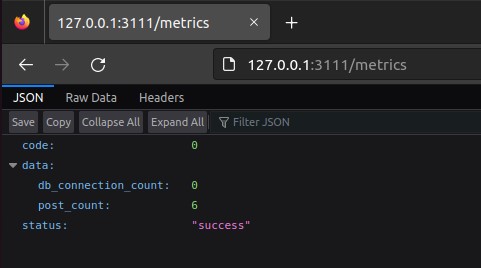 127.0.0.1:3111/metrics
127.0.0.1:3111/metrics
JSON Raw Data Headers
Save Copy Collapse All Expand All Filter JSON
code: 0
data:
db_connection_count: 0
post_count: 6
status: "success"